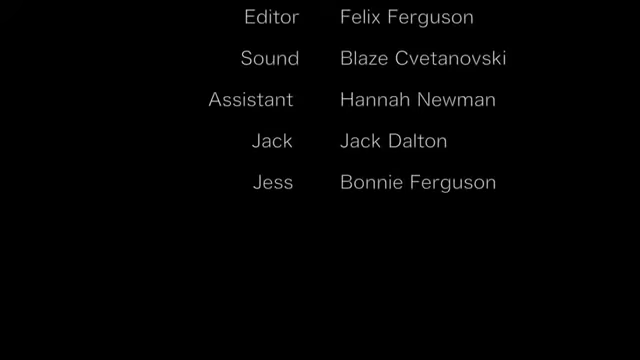 Editor Felix Ferguson
Sound Blaze Cvetanovski
Assistant Hannah Newman
Jack Jack Dalton
Jess Bonnie Ferguson